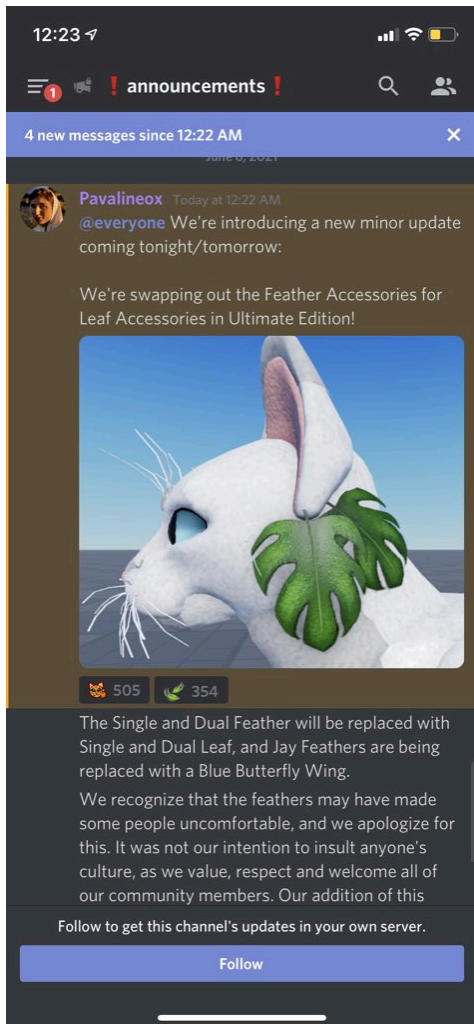 12:23
1
❗announcements❗
4 new messages since 12:22 AM
June 6, 2021
Pavalineox Today at 12:22 AM
@everyone We're introducing a new minor update
coming tonight/tomorrow:
We're swapping out the Feather Accessories for
Leaf Accessories in Ultimate Edition!
505 354
The Single and Dual Feather will be replaced with
Single and Dual Leaf, and Jay Feathers are being
replaced with a Blue Butterfly Wing.
We recognize that the feathers may have made
some people uncomfortable, and we apologize for
this. It was not our intention to insult anyone's
culture, as we value, respect and welcome all of
our community members. Our addition of this
Follow to get this channel's updates in your own server.
Follow